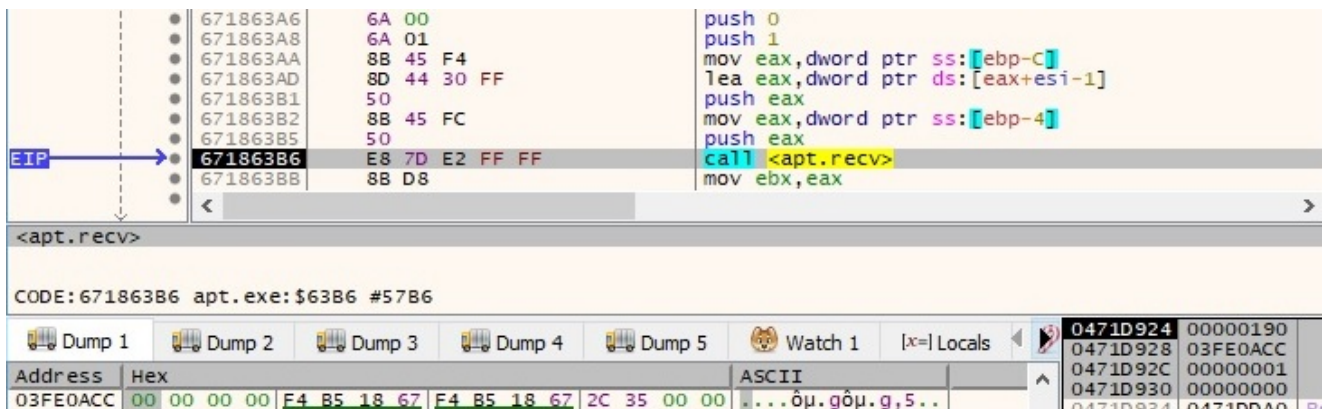 671863A6 6A 00 push 0
671863A8 6A 01 push 1
671863AA 8B 45 F4 mov eax,dword ptr ss:[ebp-C]
671863AD 8D 44 30 FF lea eax,dword ptr ds:[eax+esi-1]
671863B1 50 push eax
671863B2 8B 45 FC mov eax,dword ptr ss:[ebp-4]
671863B5 50 push eax
EIP 671863B6 E8 7D E2 FF FF call <apt.recv>
671863BB 8B D8 mov ebx,eax
<apt.recv>
CODE:671863B6 apt.exe:$63B6 #57B6
Dump 1 Dump 2 Dump 3 Dump 4 Dump 5 Watch 1 [x=] Locals
Address Hex ASCII
03FE0ACC 00 00 00 00 F4 B5 18 67 F4 B5 18 67 2C 35 00 00 ....ôµ.gôµ.g,5..
0471D924 00000190
0471D928 03FE0ACC
0471D92C 00000001
0471D930 00000000